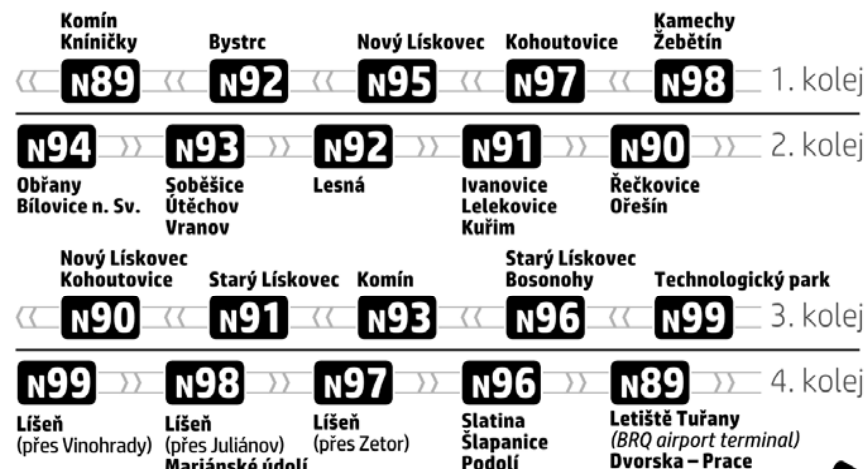 Komín Kamechy
Kníničky Bystrc Nový Lískovec Kohoutovice Žebětín
N89 N92 N95 N97 N98 1. kolej
N94 N93 N92 N91 N90 2. kolej
Obřany Soběšice Lesná Ivanovice Řečkovice
Bílovice n. Sv. Útěchov Lelekovice Ořešín
Vranov Kuřim
Nový Lískovec Starý Lískovec
Kohoutovice Starý Lískovec Komín Bosonohy Technologický park
N90 N91 N93 N96 N99 3. kolej
N99 N98 N97 N96 N89 4. kolej
Líšeň Líšeň Líšeň Slatina Letiště Tuřany
(přes Vinohrady) (přes Juliánov) (přes Zetor) Šlapanice (BRQ airport terminal)
Mariánské údolí Podolí Dvorska – Prace